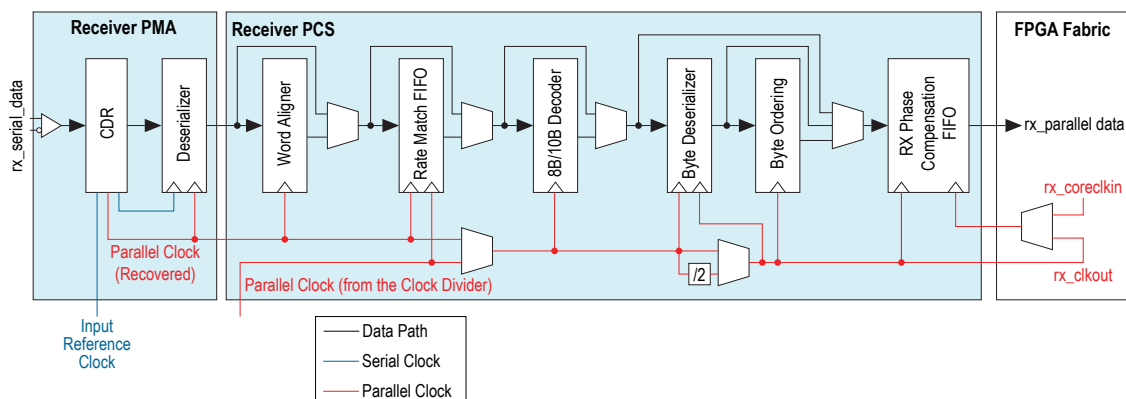 Receiver PMA
Receiver PCS
FPGA Fabric
rx_serial_data
CDR
Deserializer
Word Aligner
Rate Match FIFO
8B/10B Decoder
Byte Deserializer
Byte Ordering
RX Phase
Compensation
FIFO
rx_parallel data
rx_coreclkin
Parallel Clock
(Recovered)
/2
rx_clkout
Parallel Clock (from the Clock Divider)
Input
Reference
Clock
Data Path
Serial Clock
Parallel Clock